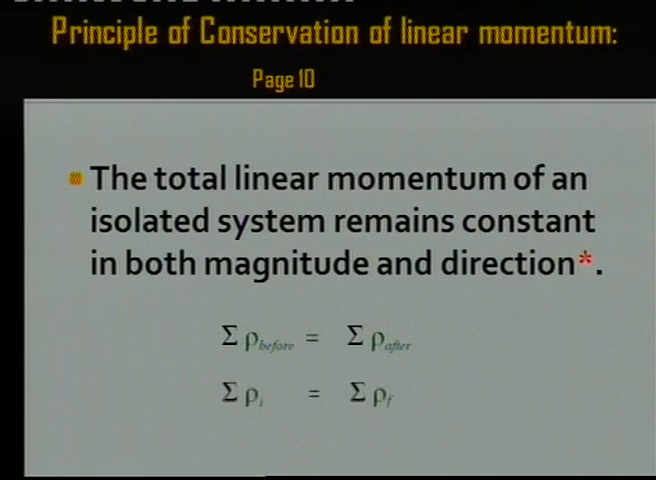 Principle of Conservation of linear momentum:
Page 10
The total linear momentum of an
isolated system remains constant
in both magnitude and direction*.
Σ ρbefore = Σ ρafter
Σ ρi = Σ ρf